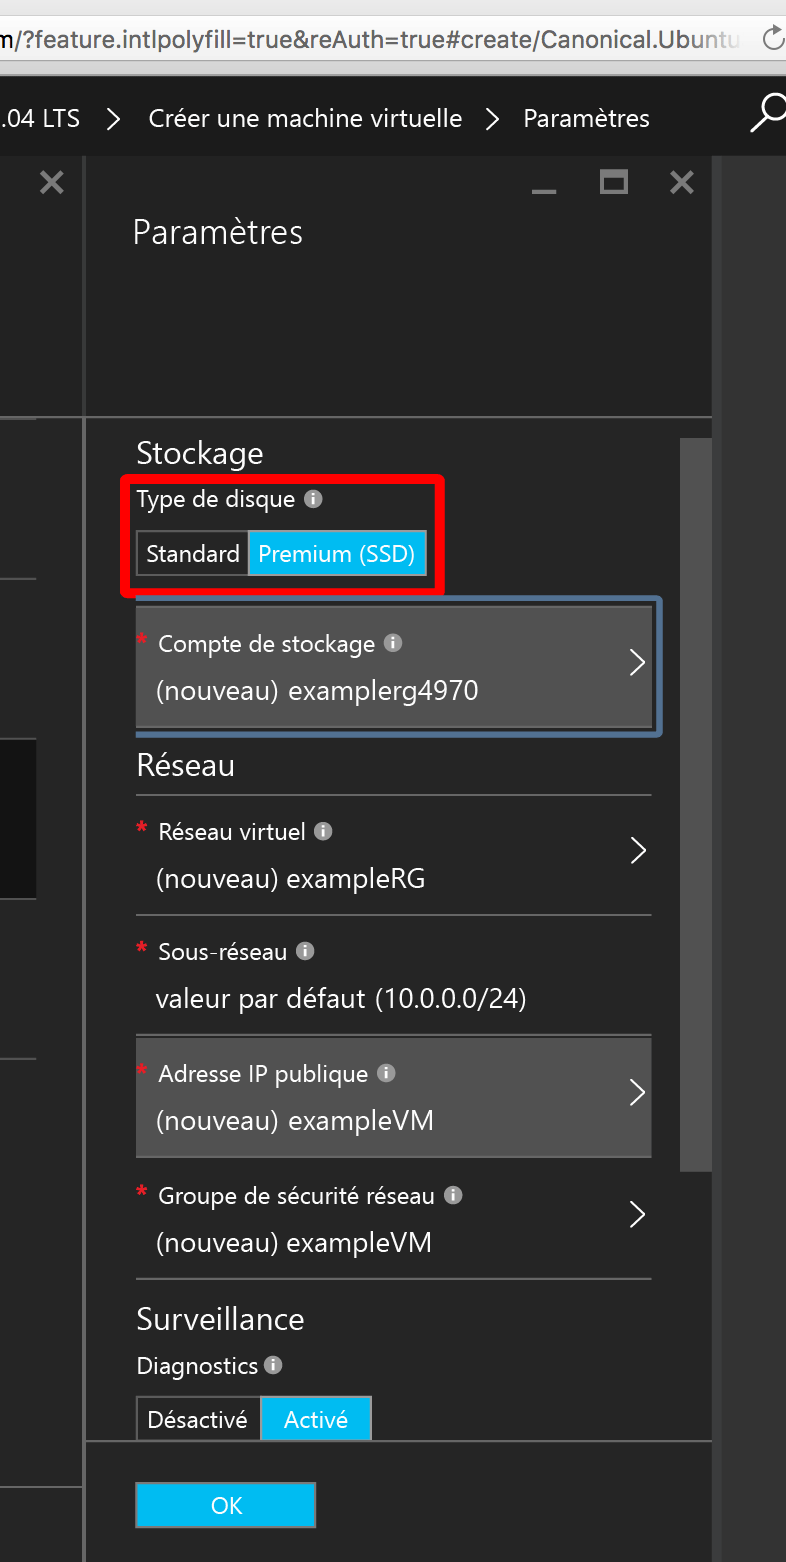 m/?feature.intlpolyfill=true&reAuth=true#create/Canonical.Ubuntu
.04 LTS > Créer une machine virtuelle > Paramètres
Paramètres
Stockage
Type de disque
Standard Premium (SSD)
* Compte de stockage
(nouveau) examplerg4970
Réseau
* Réseau virtuel
(nouveau) exampleRG
* Sous-réseau
valeur par défaut (10.0.0.0/24)
* Adresse IP publique
(nouveau) exampleVM
* Groupe de sécurité réseau
(nouveau) exampleVM
Surveillance
Diagnostics
Désactivé Activé
OK